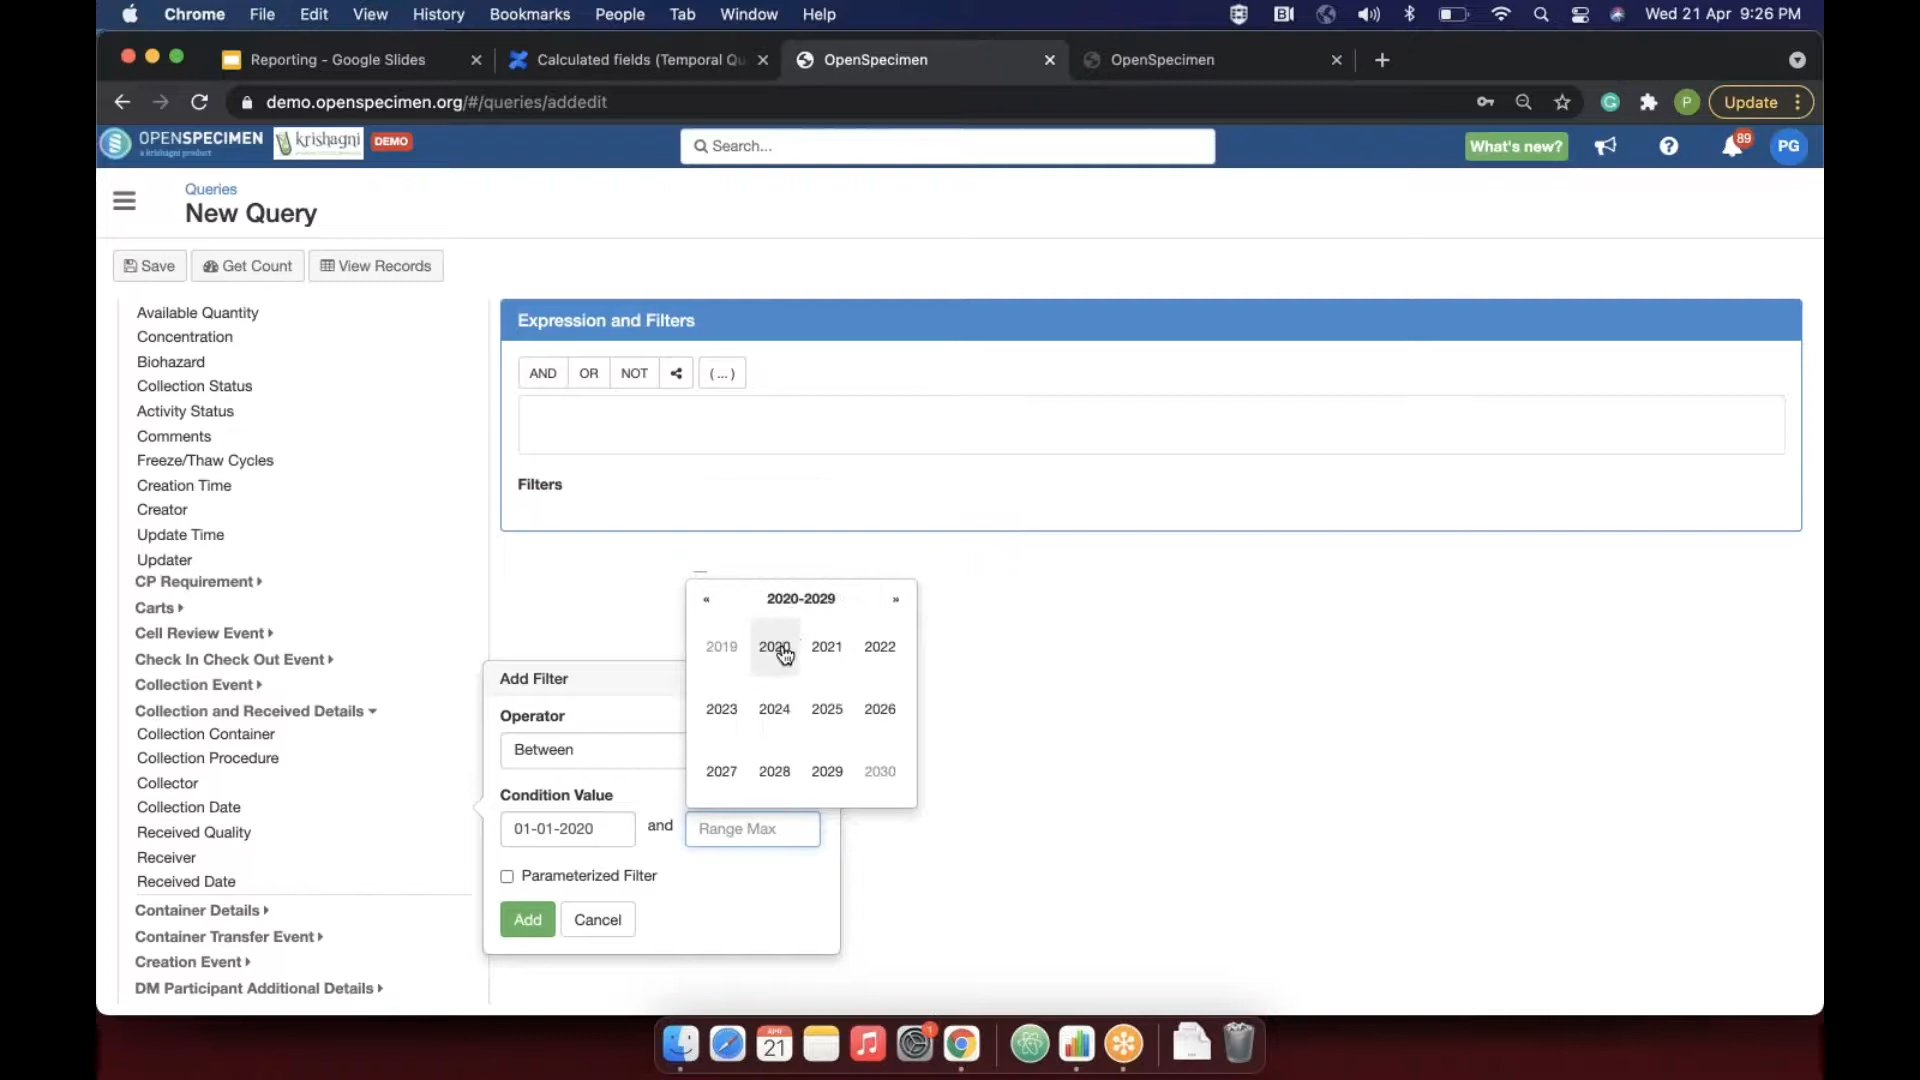 Chrome File Edit View History Bookmarks People Tab Window Help Wed 21 Apr 9:26 PM
Reporting - Google Slides Calculated fields (Temporal Qu OpenSpecimen OpenSpecimen
demo.openspecimen.org/#/queries/addedit P Update
OPENSPECIMEN a krishagni product krishagni DEMO Search... What's new? 89 PG
Queries
New Query
Save Get Count View Records
Available Quantity
Concentration
Biohazard
Collection Status
Activity Status
Comments
Freeze/Thaw Cycles
Creation Time
Creator
Update Time
Updater
CP Requirement
Carts
Cell Review Event
Check In Check Out Event
Collection Event
Collection and Received Details
Collection Container
Collection Procedure
Collector
Collection Date
Received Quality
Receiver
Received Date
Container Details
Container Transfer Event
Creation Event
DM Participant Additional Details
Expression and Filters
AND OR NOT (...)
Filters
« 2020-2029 »
2019 2020 2021 2022
2023 2024 2025 2026
2027 2028 2029 2030
Add Filter
Operator
Between
Condition Value
01-01-2020 and Range Max
Parameterized Filter
Add Cancel
APR
21
1